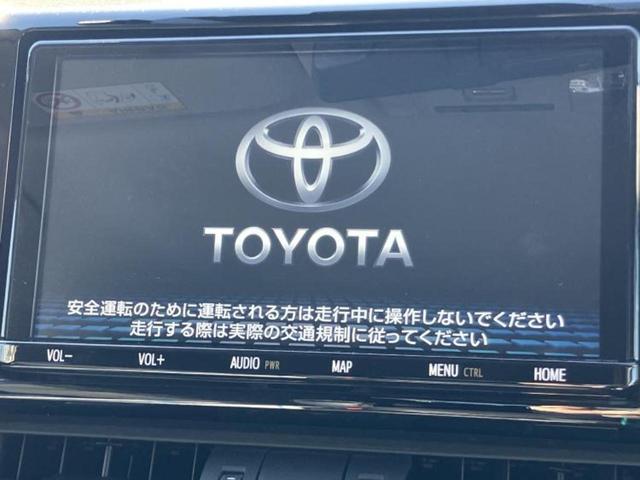 TOYOTA
安全運転のために運転される方は走行中に操作しないでください
走行する際は実際の交通規制に従ってください
VOL- VOL+ AUDIO PWR MAP MENU CTRL HOME